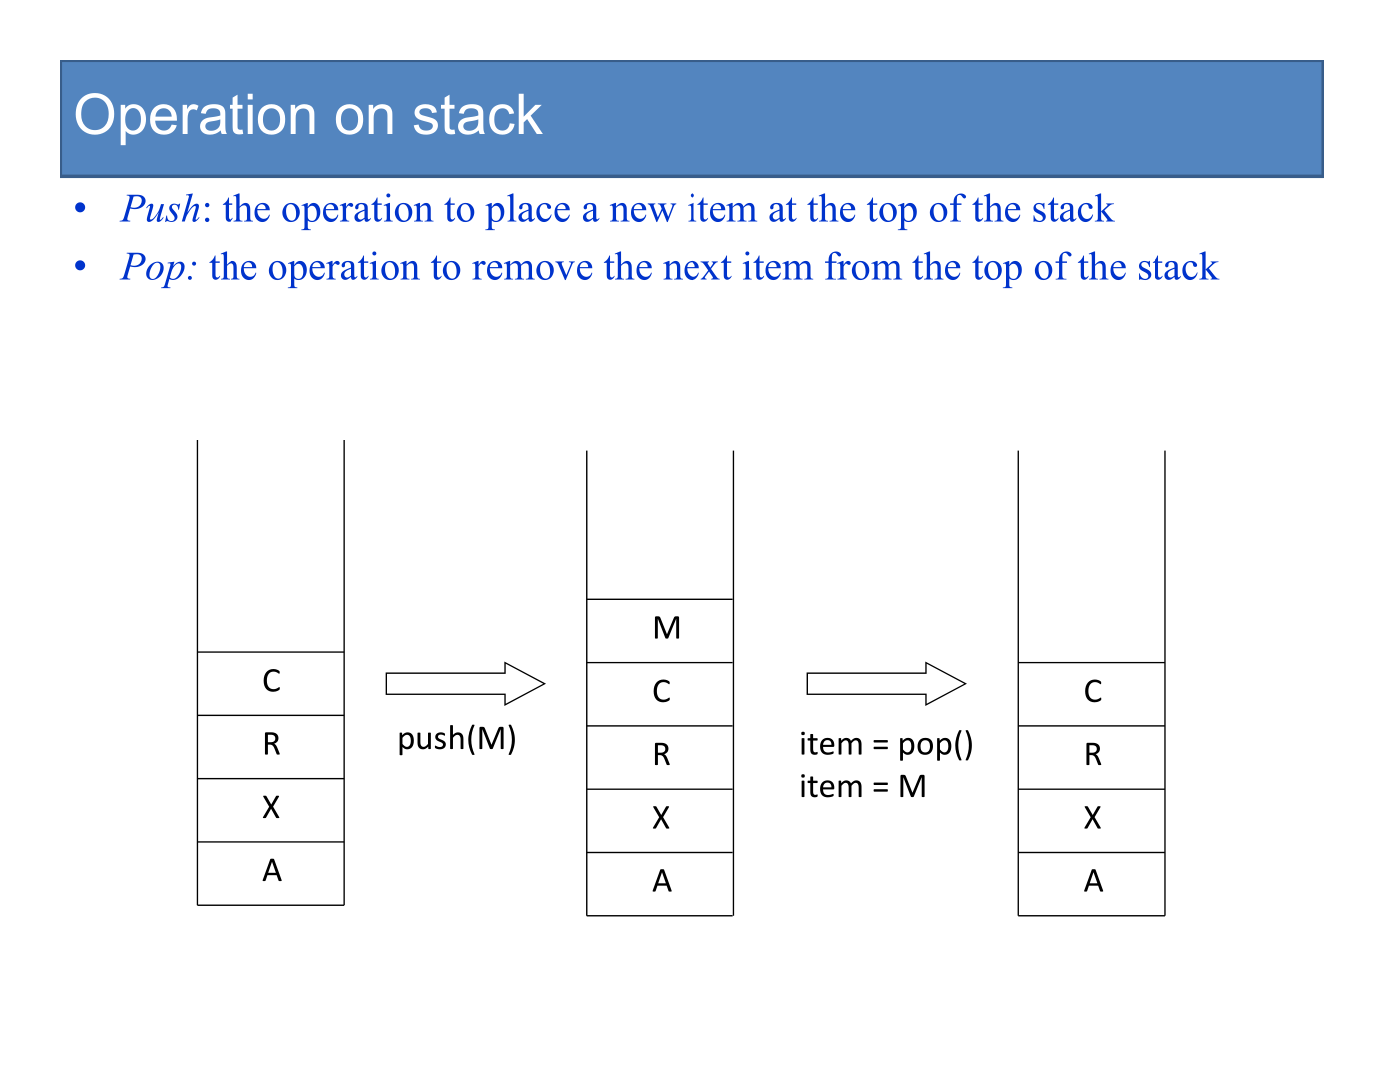 Operation on stack
• Push: the operation to place a new item at the top of the stack
• Pop: the operation to remove the next item from the top of the stack
C
R
X
A
push(M)
M
C
R
X
A
item = pop()
item = M
C
R
X
A